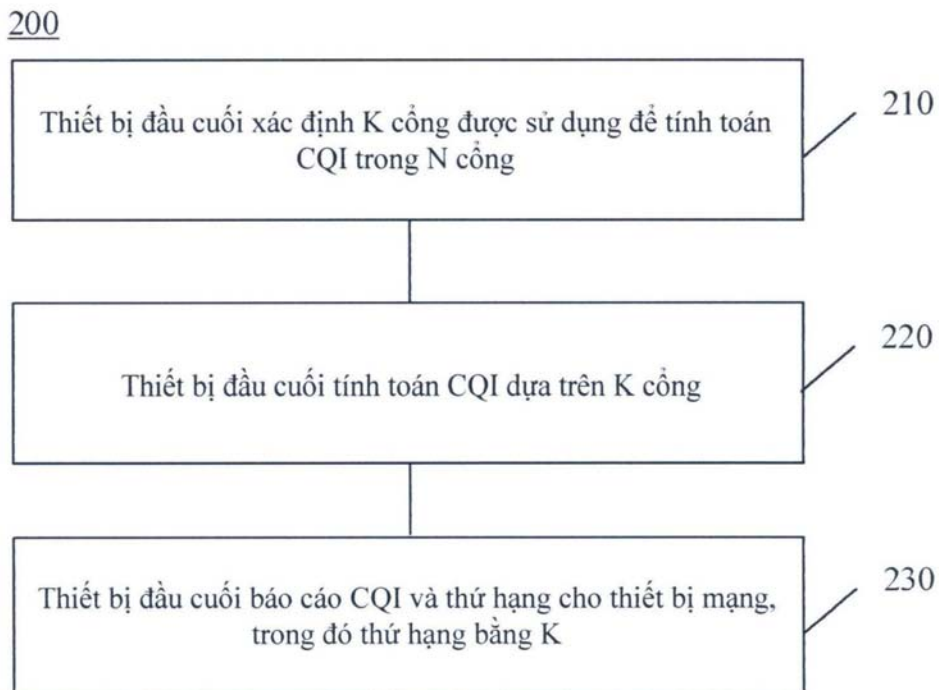 200
Thiết bị đầu cuối xác định K cổng được sử dụng để tính toán
CQI trong N cổng
210
Thiết bị đầu cuối tính toán CQI dựa trên K cổng
220
Thiết bị đầu cuối báo cáo CQI và thứ hạng cho thiết bị mạng,
trong đó thứ hạng bằng K
230